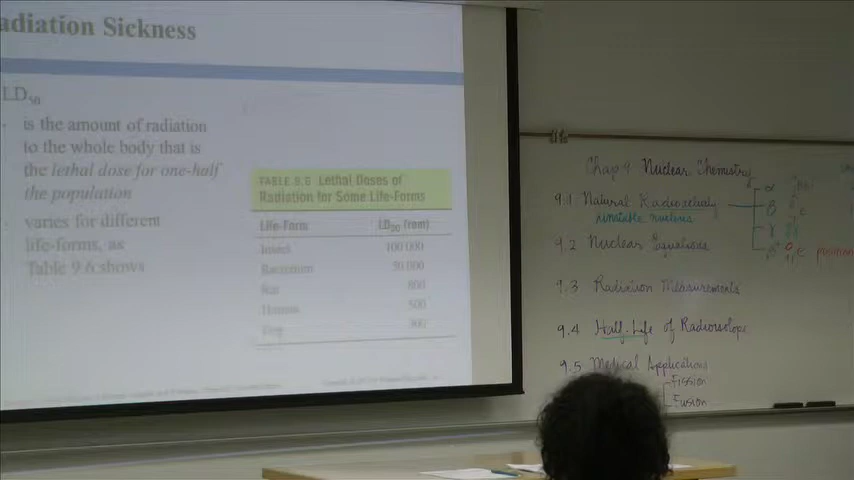 adiation Sickness
LD50
is the amount of radiation
to the whole body that is
the lethal dose for one-half
the population
varies for different
life-forms, as
Table 9.6 shows
TABLE 9.6 Lethal Doses of
Radiation for Some Life-Forms
Life-Form LD50 (rem)
Insect 100 000
Bacterium 50 000
Rat 800
Human 500
Dog 300
Chap 9 Nuclear Chemistry
9.1 Natural Radioactivity
unstable nucleus
α
β
γ
9.2 Nuclear Equations
9.3 Radiation Measurements
9.4 Half-Life of Radioisotope
9.5 Medical Applications
Fission
Fusion